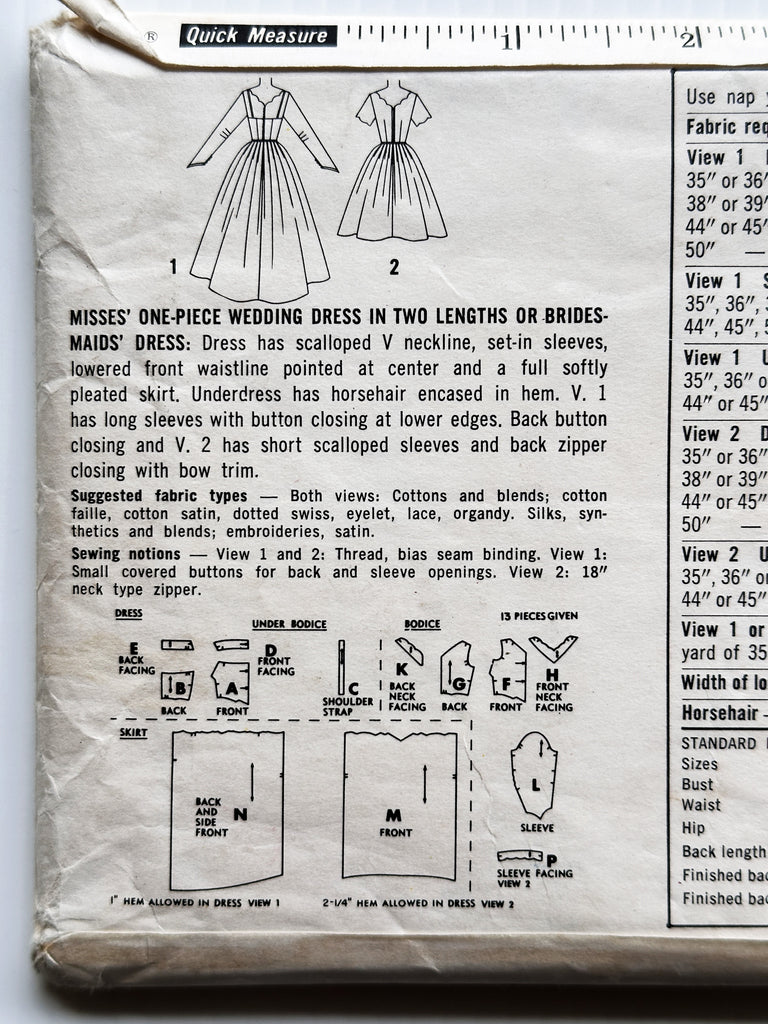 ® Quick Measure 1 2
1
2
MISSES' ONE-PIECE WEDDING DRESS IN TWO LENGTHS OR BRIDES-
MAIDS' DRESS: Dress has scalloped V neckline, set-in sleeves,
lowered front waistline pointed at center and a full softly
pleated skirt. Underdress has horsehair encased in hem. V. 1
has long sleeves with button closing at lower edges. Back button
closing and V. 2 has short scalloped sleeves and back zipper
closing with bow trim.
Suggested fabric types — Both views: Cottons and blends; cotton
faille, cotton satin, dotted swiss, eyelet, lace, organdy. Silks, syn-
thetics and blends; embroideries, satin.
Sewing notions — View 1 and 2: Thread, bias seam binding. View 1:
Small covered buttons for back and sleeve openings. View 2: 18"
neck type zipper.
DRESS
UNDER BODICE
BODICE
13 PIECES GIVEN
E
BACK
FACING
D
FRONT
FACING
B
BACK
A
FRONT
C
SHOULDER
STRAP
K
BACK
NECK
FACING
G
BACK
F
FRONT
H
FRONT
NECK
FACING
SKIRT
BACK
AND
SIDE
FRONT
N
M
FRONT
L
SLEEVE
P
SLEEVE FACING
VIEW 2
1" HEM ALLOWED IN DRESS VIEW 1
2-1/4" HEM ALLOWED IN DRESS VIEW 2
Use nap
Fabric
View 1
35" or 36"
38" or 39"
44" or 45"
50" —
View 1
35", 36",
44", 45",
View 1
35", 36"
44" or 45"
View 2
35" or 36"
38" or 39"
44" or 45"
50" —
View 2
35", 36"
44" or 45"
View 1 or
yard of 35
Width of
Horsehair -
STANDARD
Sizes
Bust
Waist
Hip
Back length
Finished
Finished